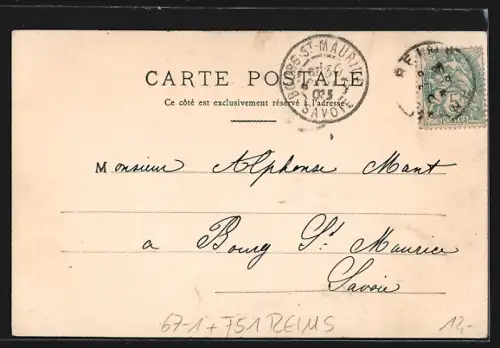 BOURG-ST-MAURICE
SAVOIE
REIMS
CARTE POSTALE
Ce côté est exclusivement réservé à l'adresse
Monsieur Alphonse Mant
à Bourg St Maurice
Savoie
67-1 + 751 REIMS 12,-